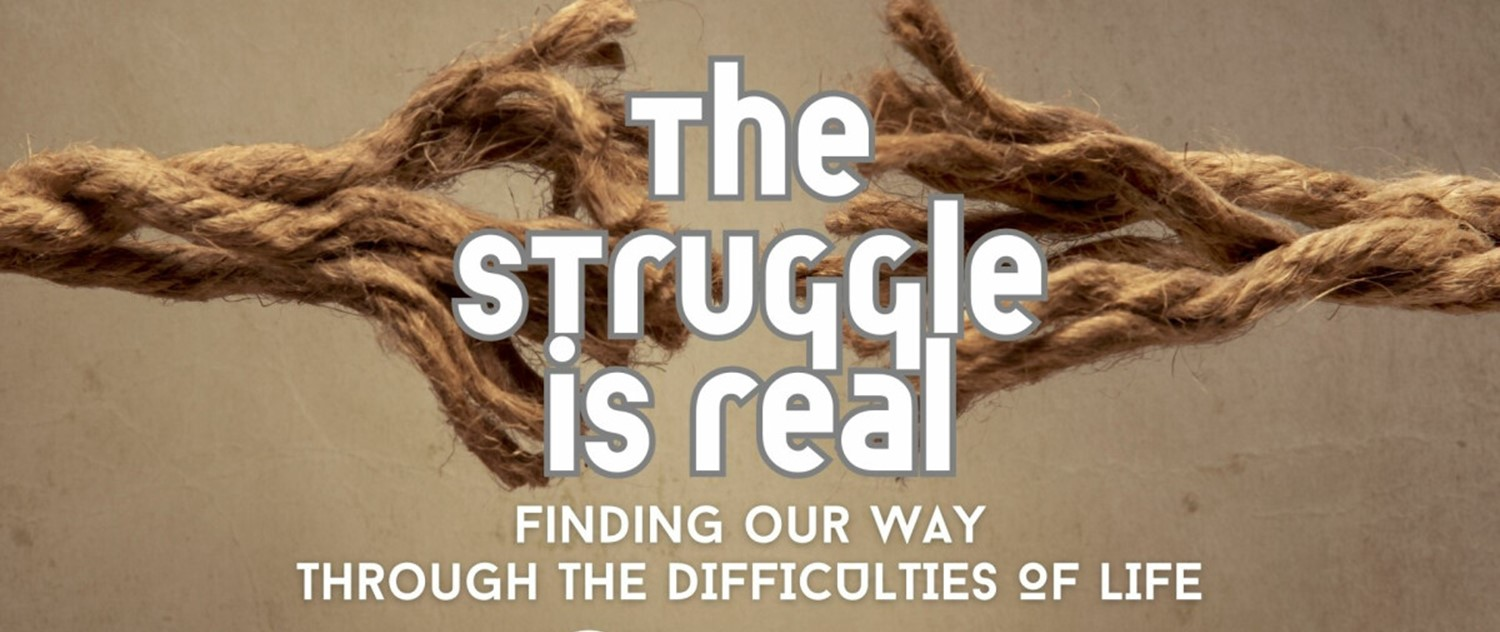 The
struggle
is real
FINDING OUR WAY
THROUGH THE DIFFICULTIES OF LIFE